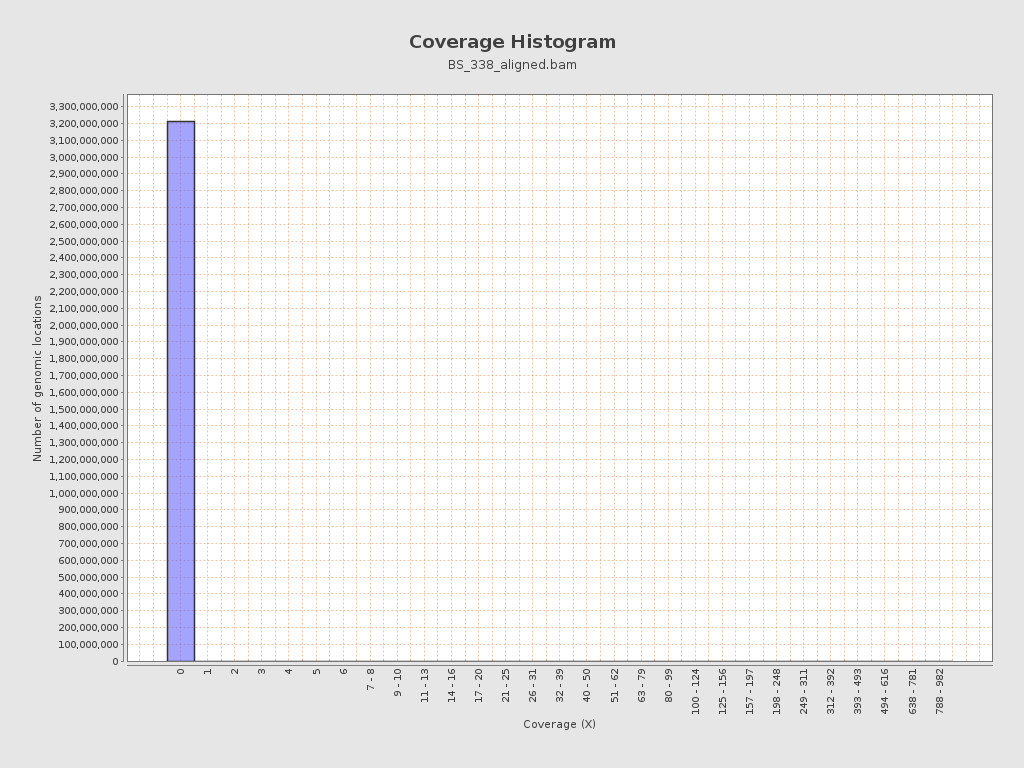 Coverage Histogram
BS_338_aligned.bam
Number of genomic locations
3,300,000,000
3,200,000,000
3,100,000,000
3,000,000,000
2,900,000,000
2,800,000,000
2,700,000,000
2,600,000,000
2,500,000,000
2,400,000,000
2,300,000,000
2,200,000,000
2,100,000,000
2,000,000,000
1,900,000,000
1,800,000,000
1,700,000,000
1,600,000,000
1,500,000,000
1,400,000,000
1,300,000,000
1,200,000,000
1,100,000,000
1,000,000,000
900,000,000
800,000,000
700,000,000
600,000,000
500,000,000
400,000,000
300,000,000
200,000,000
100,000,000
0
0
1
2
3
4
5
6
7 - 8
9 - 10
11 - 13
14 - 16
17 - 20
21 - 25
26 - 31
32 - 39
40 - 50
51 - 62
63 - 79
80 - 99
100 - 124
125 - 156
157 - 197
198 - 248
249 - 311
312 - 392
393 - 493
494 - 616
638 - 781
788 - 982
Coverage (X)